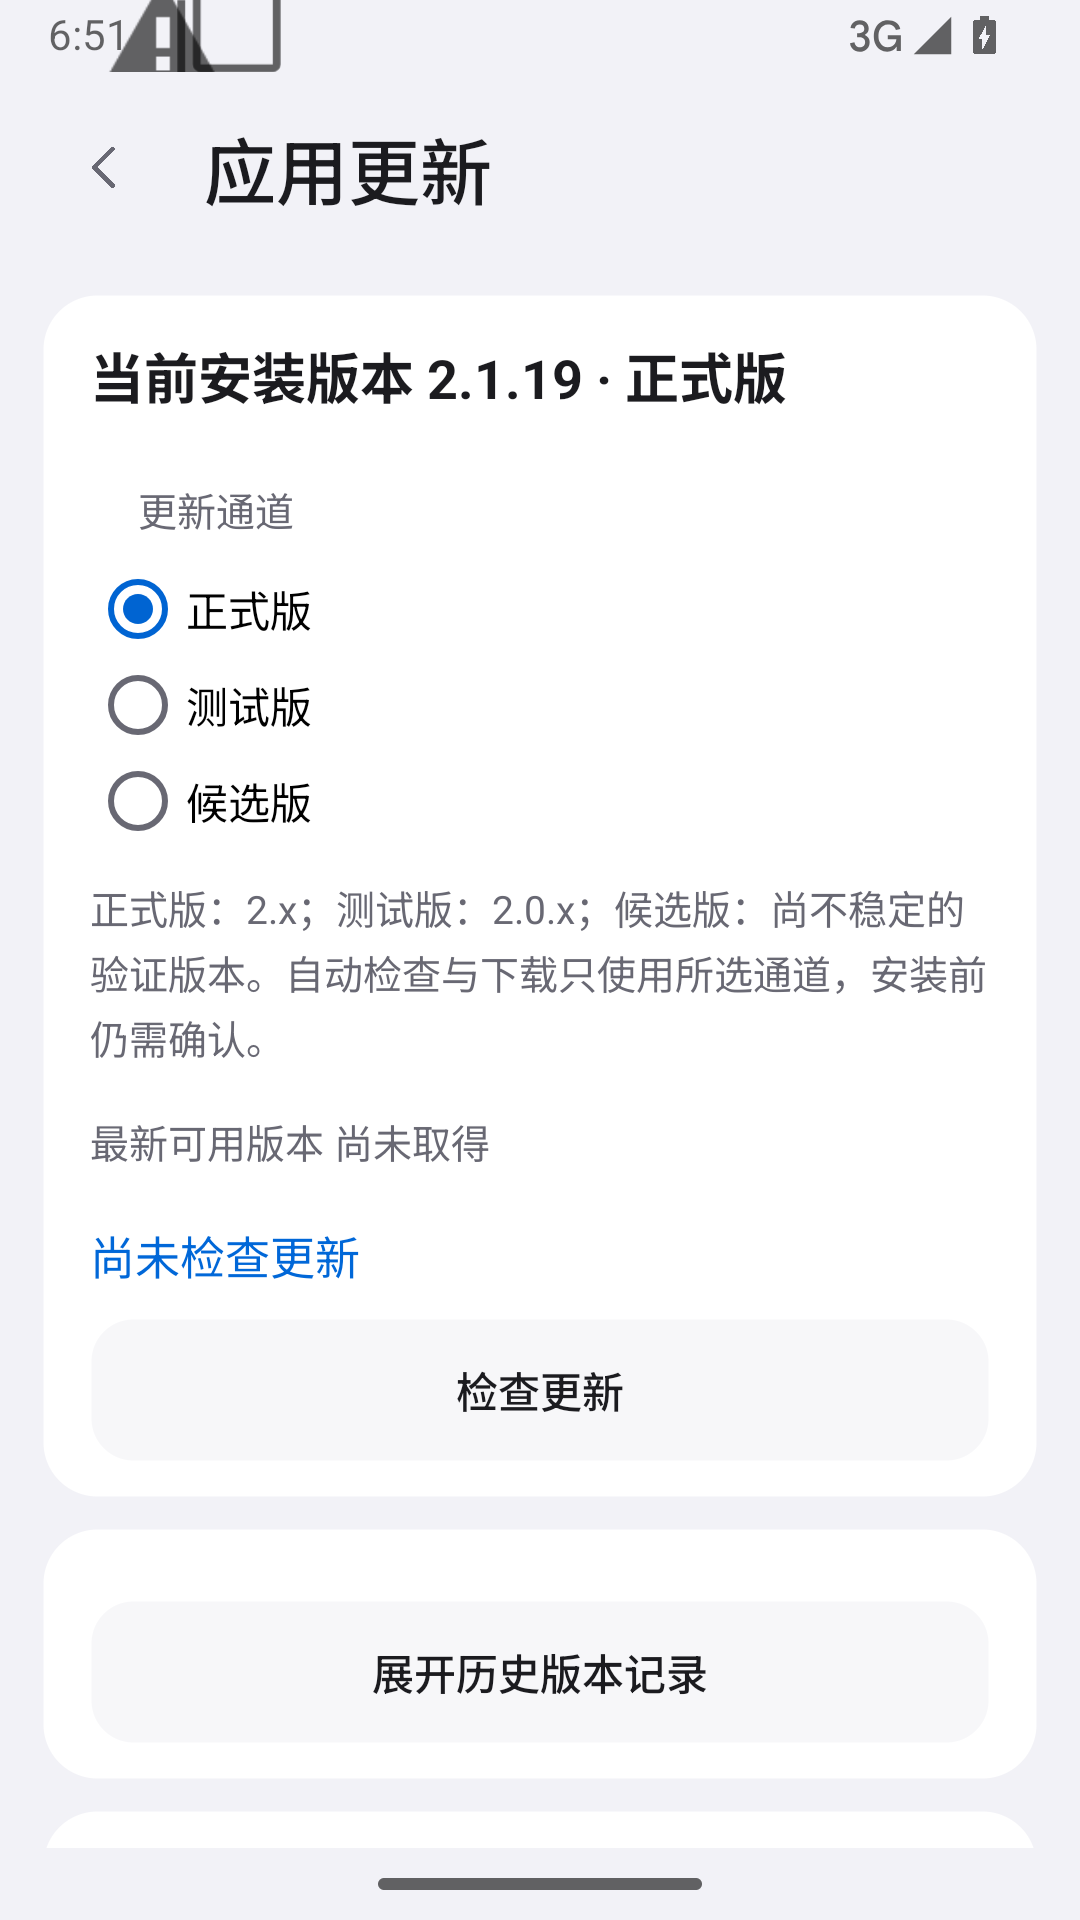 6:51
3G
应用更新
当前安装版本 2.1.19 · 正式版
更新通道
正式版
测试版
候选版
正式版：2.x；测试版：2.0.x；候选版：尚不稳定的
验证版本。自动检查与下载只使用所选通道，安装前
仍需确认。
最新可用版本 尚未取得
尚未检查更新
检查更新
展开历史版本记录